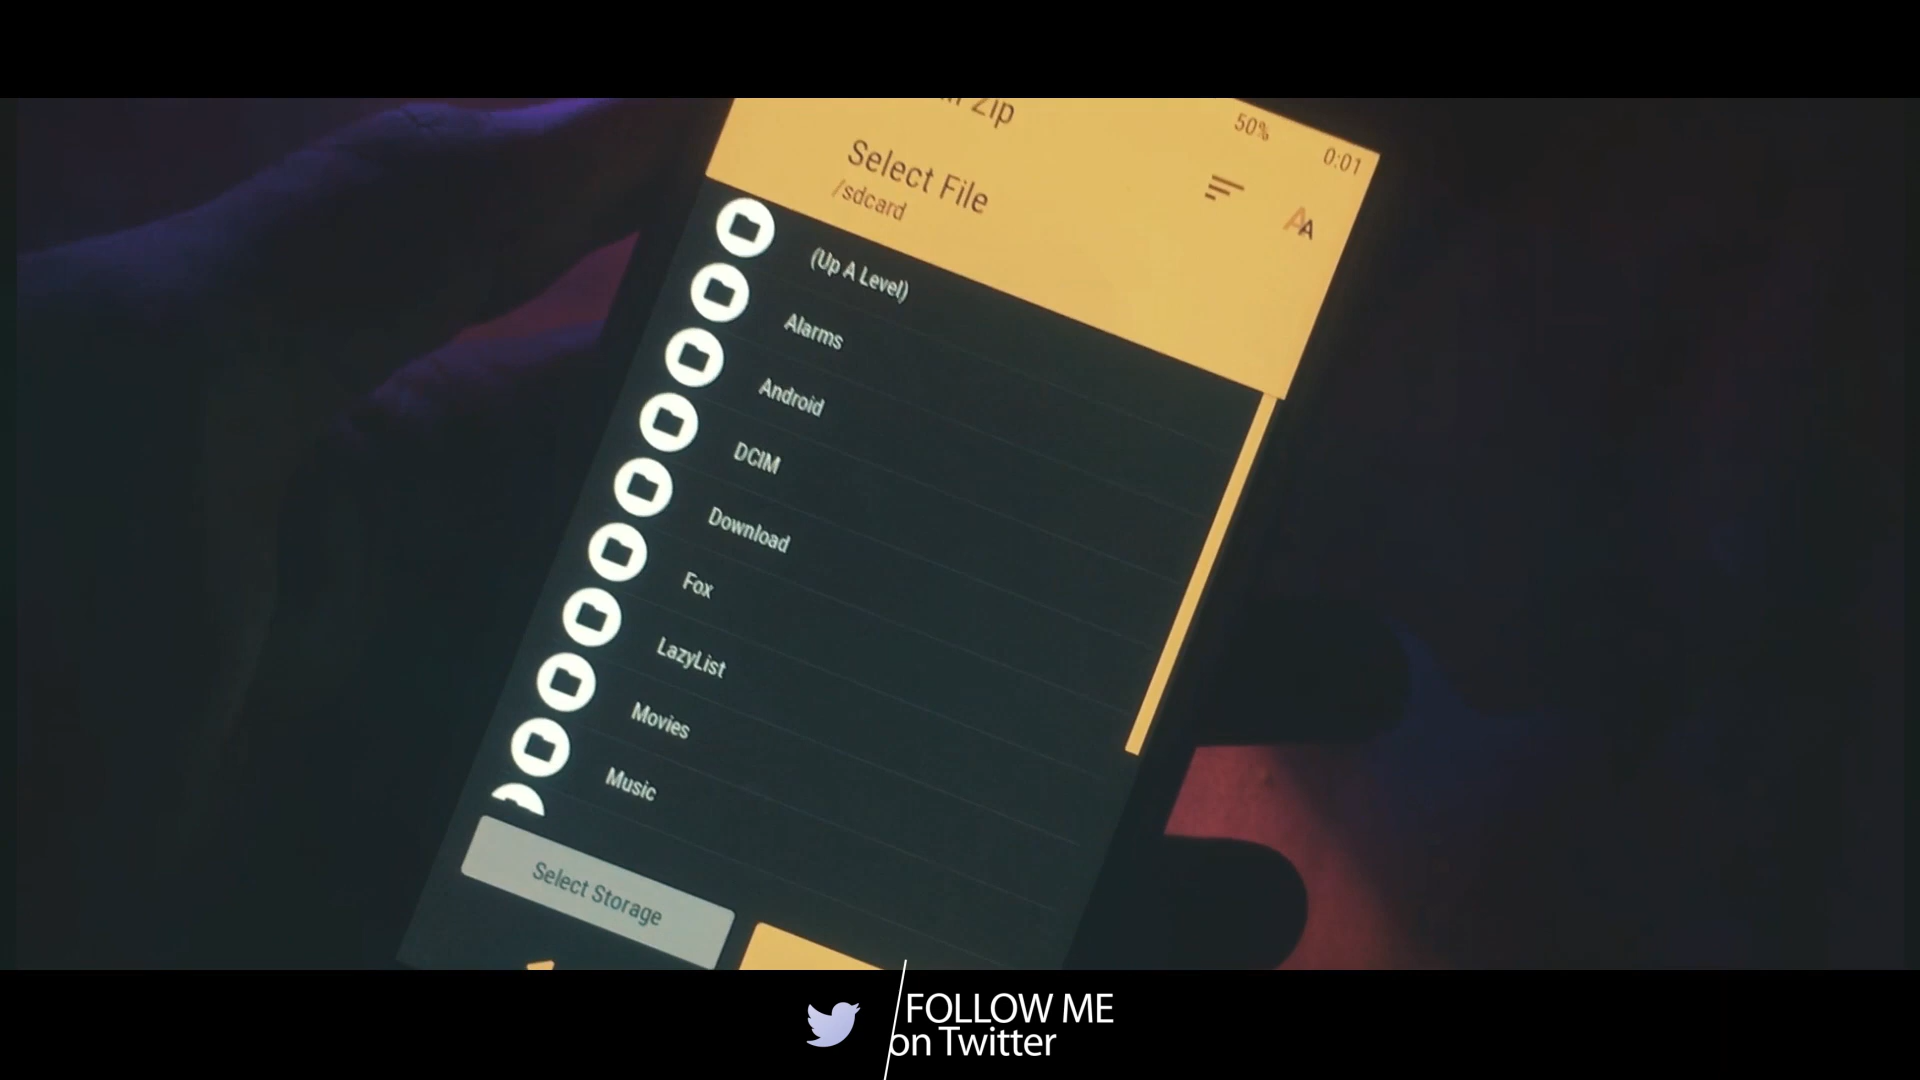 Zip
50%
0:01
Select File
/sdcard
AA
(Up A Level)
Alarms
Android
DCIM
Download
Fox
LazyList
Movies
Music
Select Storage
FOLLOW ME
on Twitter